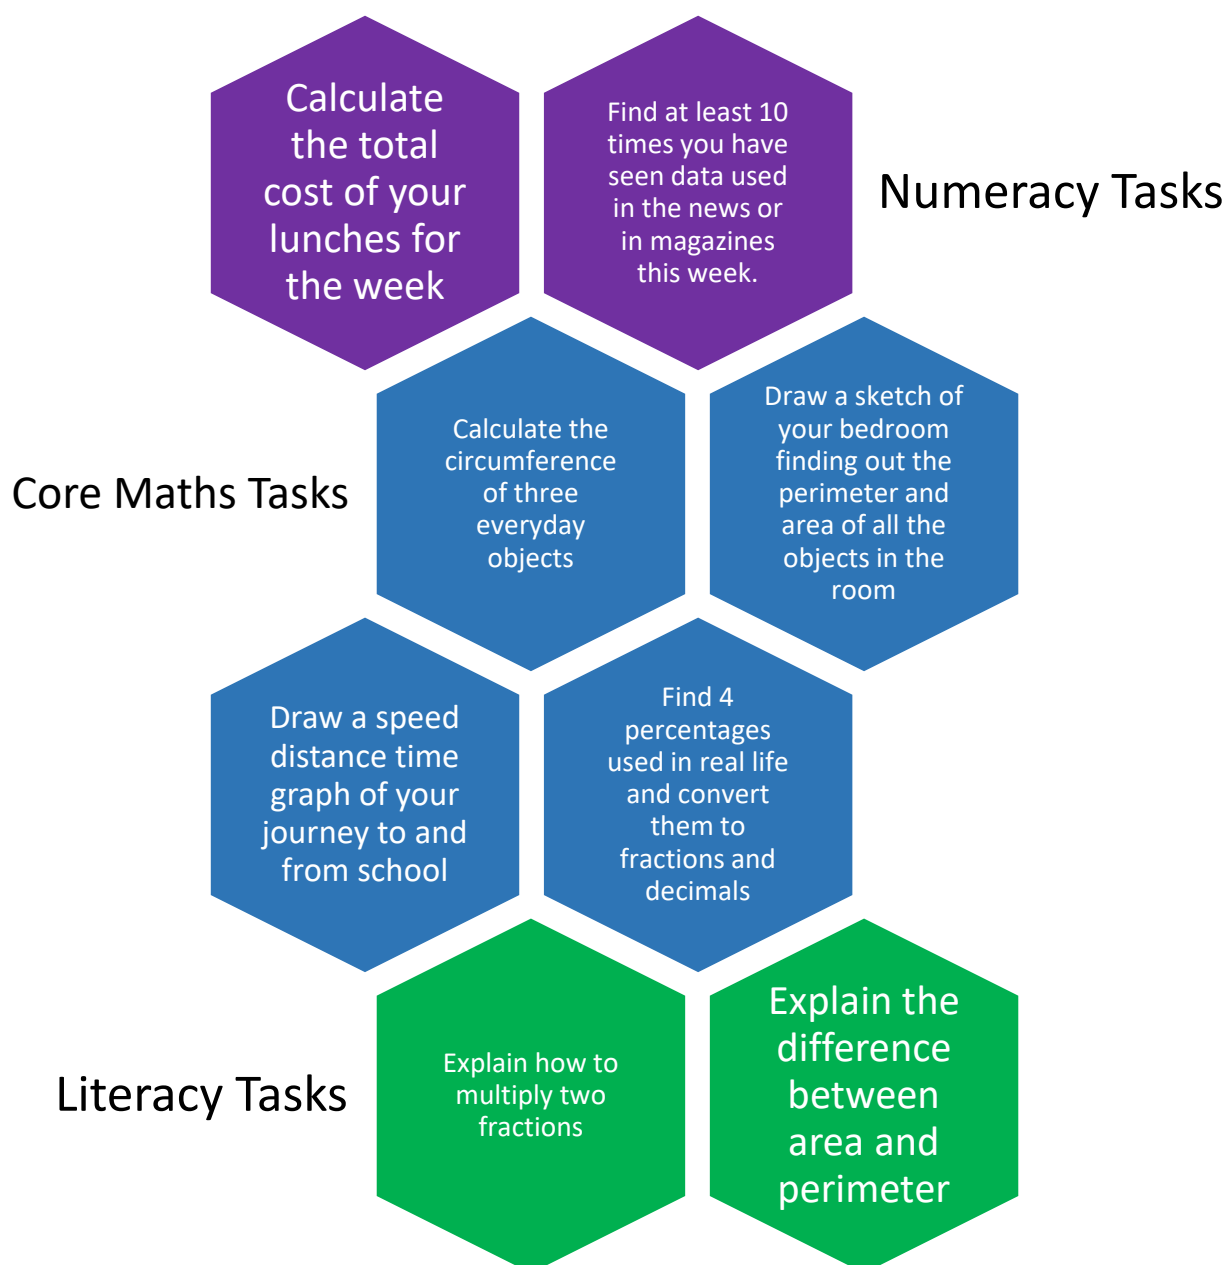 Calculate
the total
cost of your
lunches for
the week
Find at least 10
times you have
seen data used
in the news or
in magazines
this week.
Numeracy Tasks
Core Maths Tasks
Calculate the
circumference
of three
everyday
objects
Draw a sketch of
your bedroom
finding out the
perimeter and
area of all the
objects in the
room
Draw a speed
distance time
graph of your
journey to and
from school
Find 4
percentages
used in real life
and convert
them to
fractions and
decimals
Literacy Tasks
Explain how to
multiply two
fractions
Explain the
difference
between
area and
perimeter